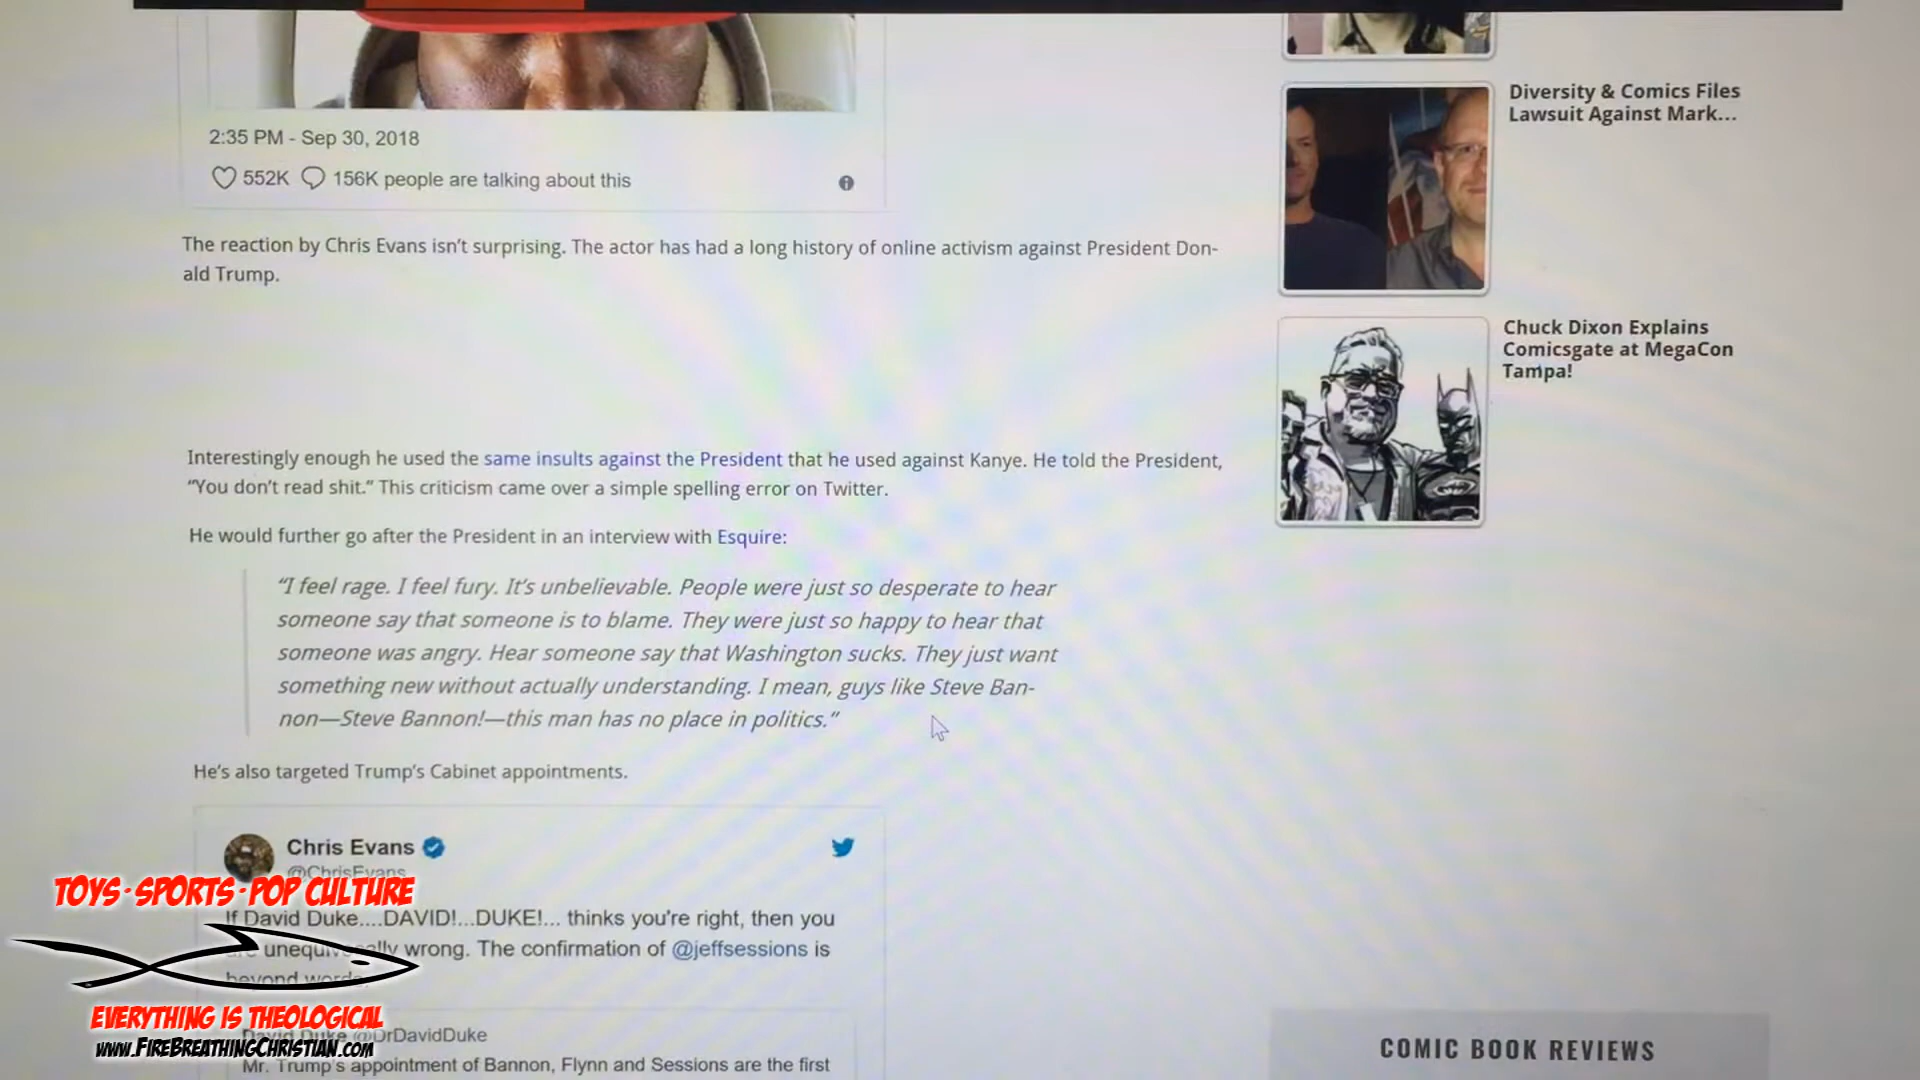 2:35 PM - Sep 30, 2018
552K 156K people are talking about this
The reaction by Chris Evans isn't surprising. The actor has had a long history of online activism against President Don-
ald Trump.
Interestingly enough he used the same insults against the President that he used against Kanye. He told the President,
“You don't read shit.” This criticism came over a simple spelling error on Twitter.
He would further go after the President in an interview with Esquire:
“I feel rage. I feel fury. It's unbelievable. People were just so desperate to hear
someone say that someone is to blame. They were just so happy to hear that
someone was angry. Hear someone say that Washington sucks. They just want
something new without actually understanding. I mean, guys like Steve Ban-
non—Steve Bannon!—this man has no place in politics.”
He's also targeted Trump's Cabinet appointments.
Chris Evans
@ChrisEvans
If David Duke....DAVID!...DUKE!... thinks you're right, then you
are unequivocally wrong. The confirmation of @jeffsessions is
beyond words.
David Duke @DrDavidDuke
Mr. Trump's appointment of Bannon, Flynn and Sessions are the first
Diversity & Comics Files
Lawsuit Against Mark...
Chuck Dixon Explains
Comicsgate at MegaCon
Tampa!
COMIC BOOK REVIEWS
TOYS · SPORTS · POP CULTURE
EVERYTHING IS THEOLOGICAL
www.FIREBREATHINGCHRISTIAN.com